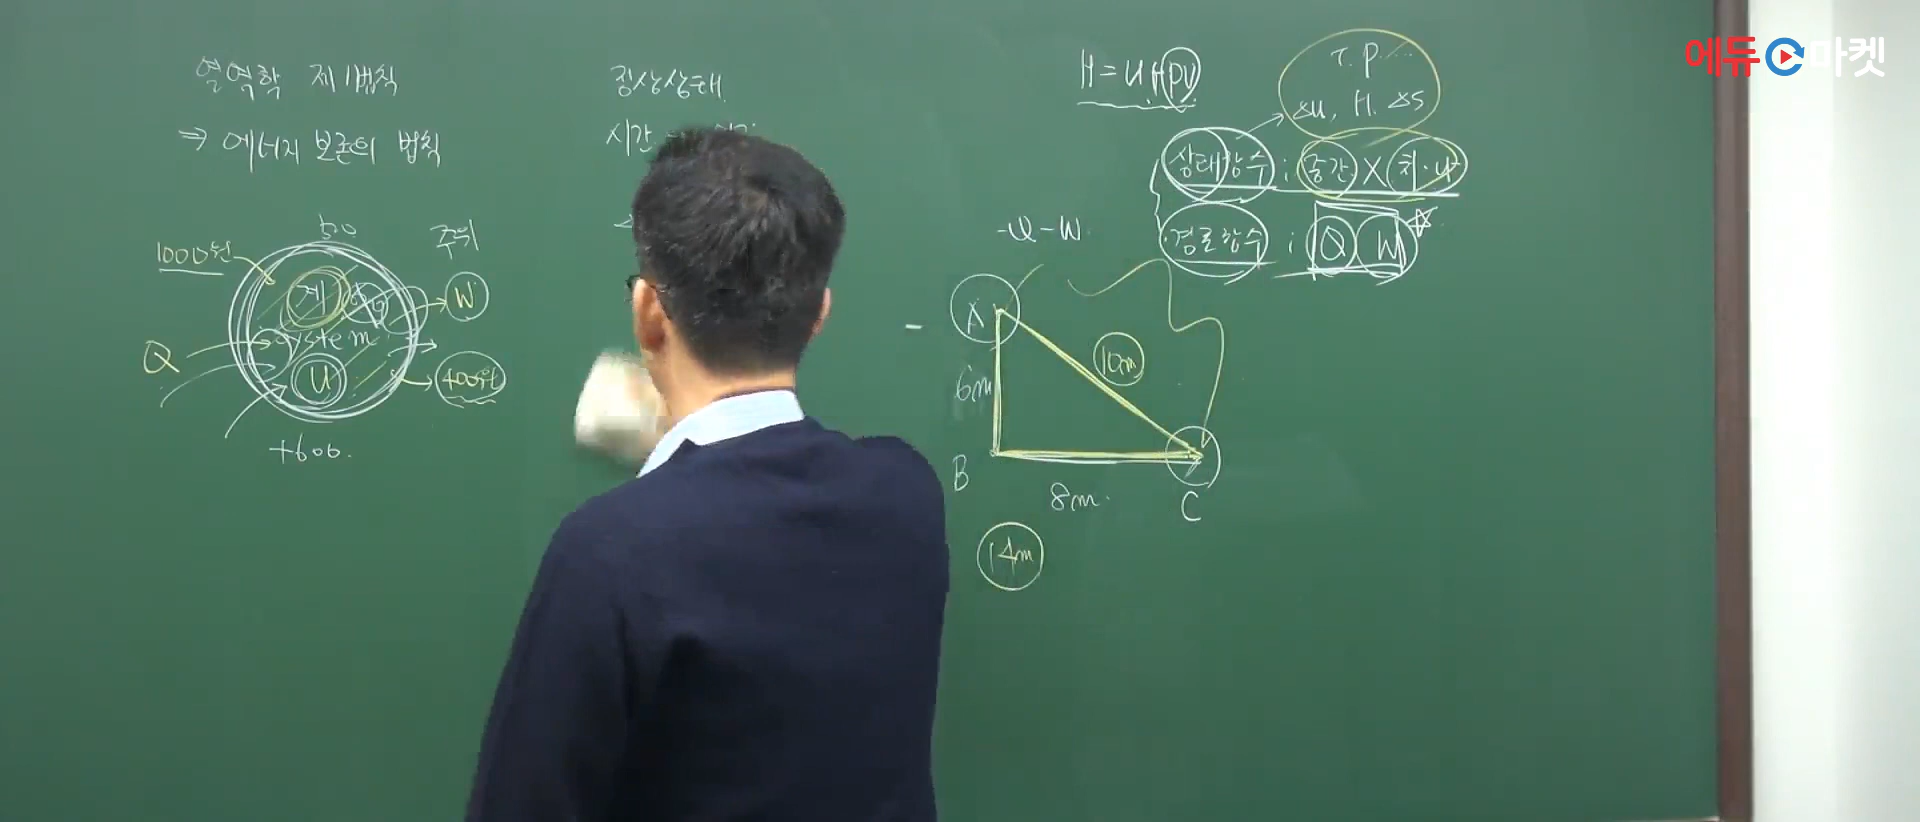 열역학 제1법칙
⇒ 에너지 보존의 법칙
1000원
주위
계
system
U
Q
W
400원
+600.
정상상태
시간
-Q-W
H=U+PV
T. P....
ΔU, H. ΔS
상태함수 ; 중간 X 처·나
경로함수 ; Q W
A
6m
10m
B
8m
C
14m
에듀마켓